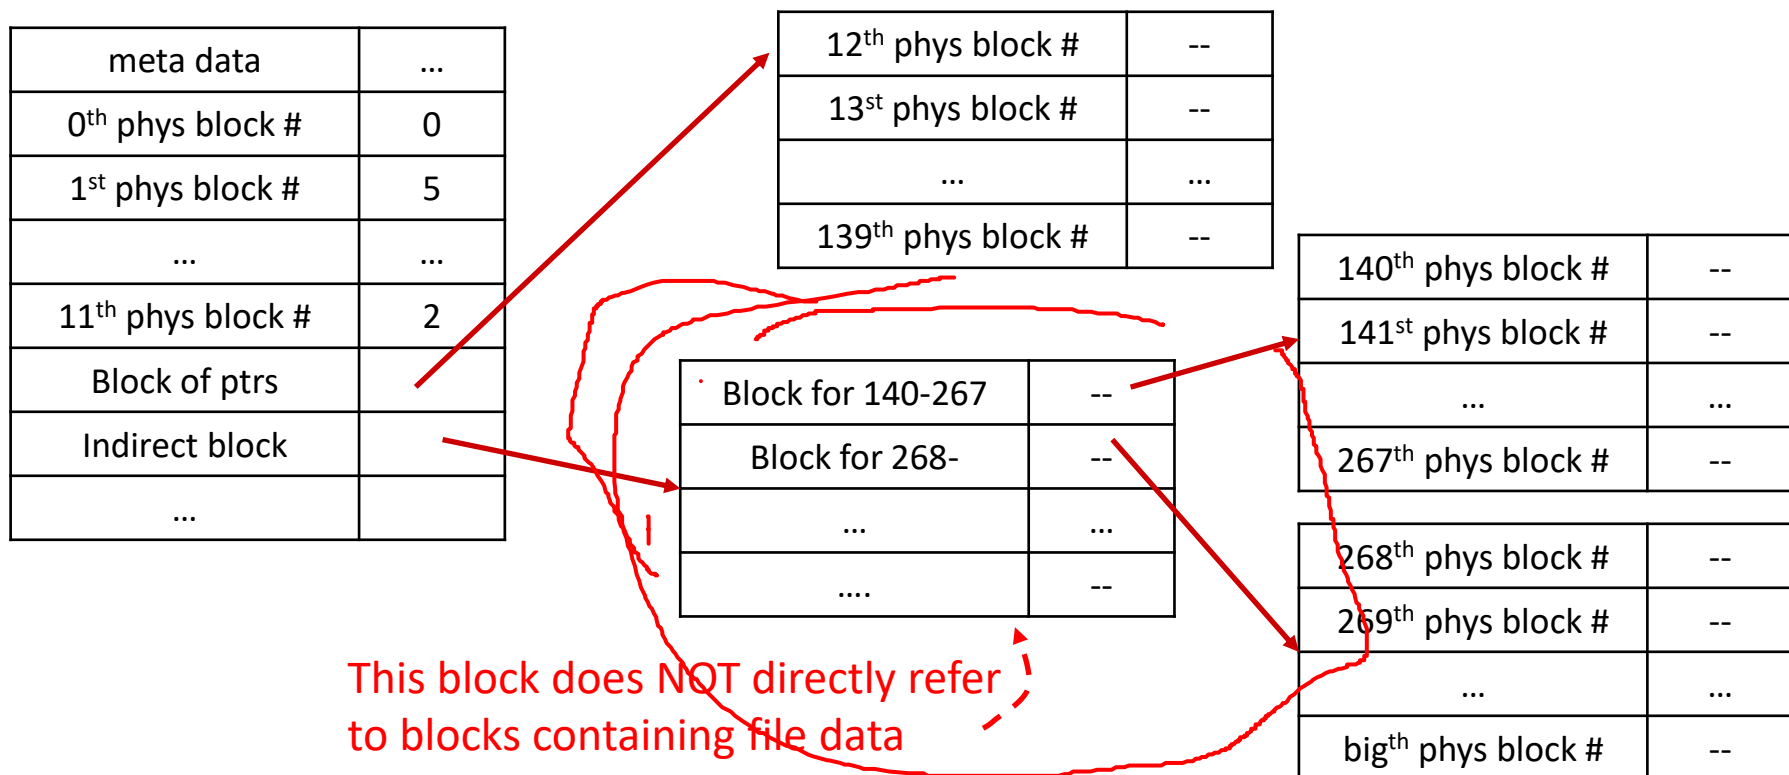 meta data ...
0th phys block # 0
1st phys block # 5
... ...
11th phys block # 2
Block of ptrs
Indirect block
...
12th phys block # --
13st phys block # --
... ...
139th phys block # --
Block for 140-267 --
Block for 268- --
... ...
.... --
140th phys block # --
141st phys block # --
... ...
267th phys block # --
268th phys block # --
269th phys block # --
... ...
bigth phys block # --
This block does NOT directly refer
to blocks containing file data